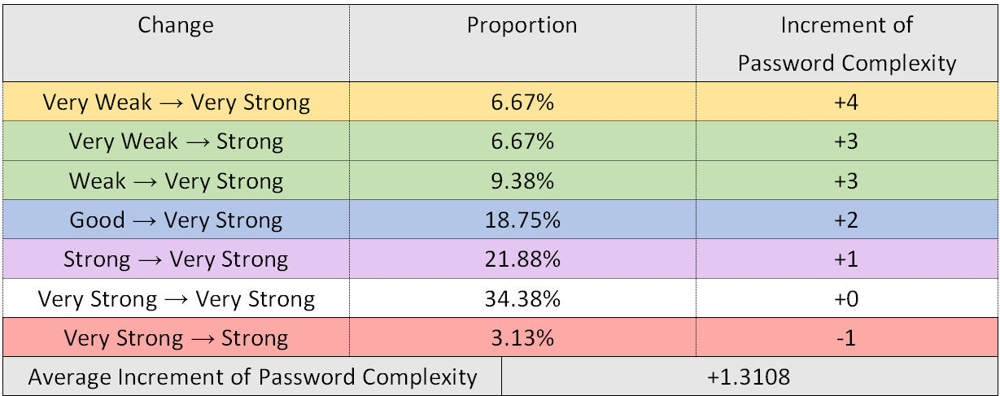 Change Proportion Increment of
Password Complexity
Very Weak → Very Strong 6.67% +4
Very Weak → Strong 6.67% +3
Weak → Very Strong 9.38% +3
Good → Very Strong 18.75% +2
Strong → Very Strong 21.88% +1
Very Strong → Very Strong 34.38% +0
Very Strong → Strong 3.13% -1
Average Increment of Password Complexity +1.3108